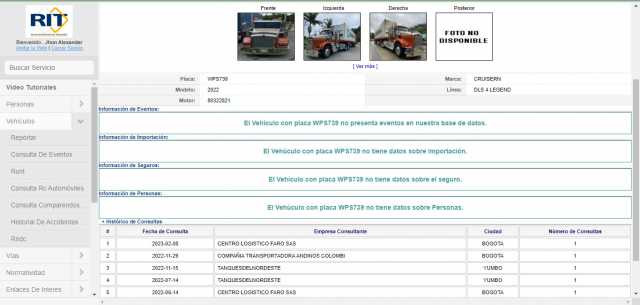 RIT
Bienvenido...Jhon Alexander
Visitar la Web | Cerrar Sesion
Buscar Servicio
Video Tutoriales
Personas
Vehículos
Reportar
Consulta De Eventos
Runt
Consulta Rc Automóviles
Consulta Comparendos...
Historial De Accidentes ...
Rndc
Vías
Normatividad
Enlaces De Interes
Frente
Izquierda
Derecha
Posterior
FOTO NO
DISPONIBLE
[ Ver más ]
Placa: WPS739 Marca: CRUISERN
Modelo: 2022 Línea: DLS 4 LEGEND
Motor: 80322821
Información de Eventos:
El Vehículo con placa WPS739 no presenta eventos en nuestra base de datos.
Información de Importación:
El Vehículo con placa WPS739 no tiene datos sobre importación.
Información de Seguros:
El Vehículo con placa WPS739 no tiene datos sobre el seguro.
Información de Personas:
El Vehículo con placa WPS739 no tiene datos sobre Personas.
Histórico de Consultas
# Fecha de Consulta Empresa Consultante Ciudad Número de Consultas
1 2023-02-08 CENTRO LOGISTICO FARO SAS BOGOTA 1
2 2022-11-29 COMPAÑIA TRANSPORTADORA ANDINOS COLOMBI BOGOTA 1
3 2022-11-15 TANQUESDELNORDESTE YUMBO 1
4 2022-09-14 TANQUESDELNORDESTE YUMBO 1
5 2022-06-14 CENTRO LOGISTICO FARO SAS BOGOTA 1